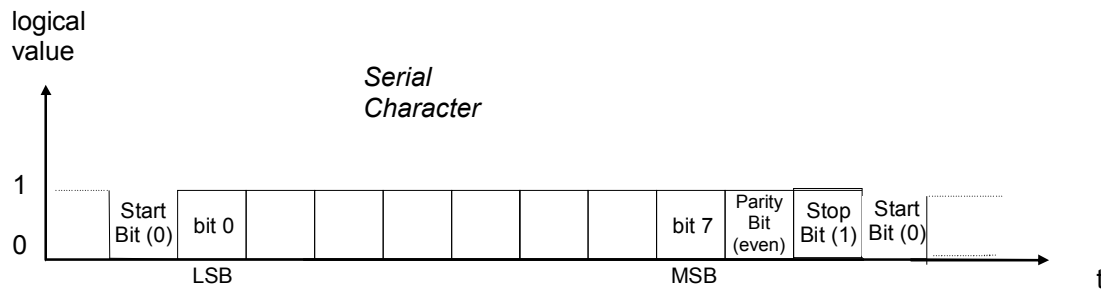 logical
value
Serial
Character
1
0
Start
Bit (0)
bit 0
bit 7
Parity
Bit
(even)
Stop
Bit (1)
Start
Bit (0)
LSB
MSB
t